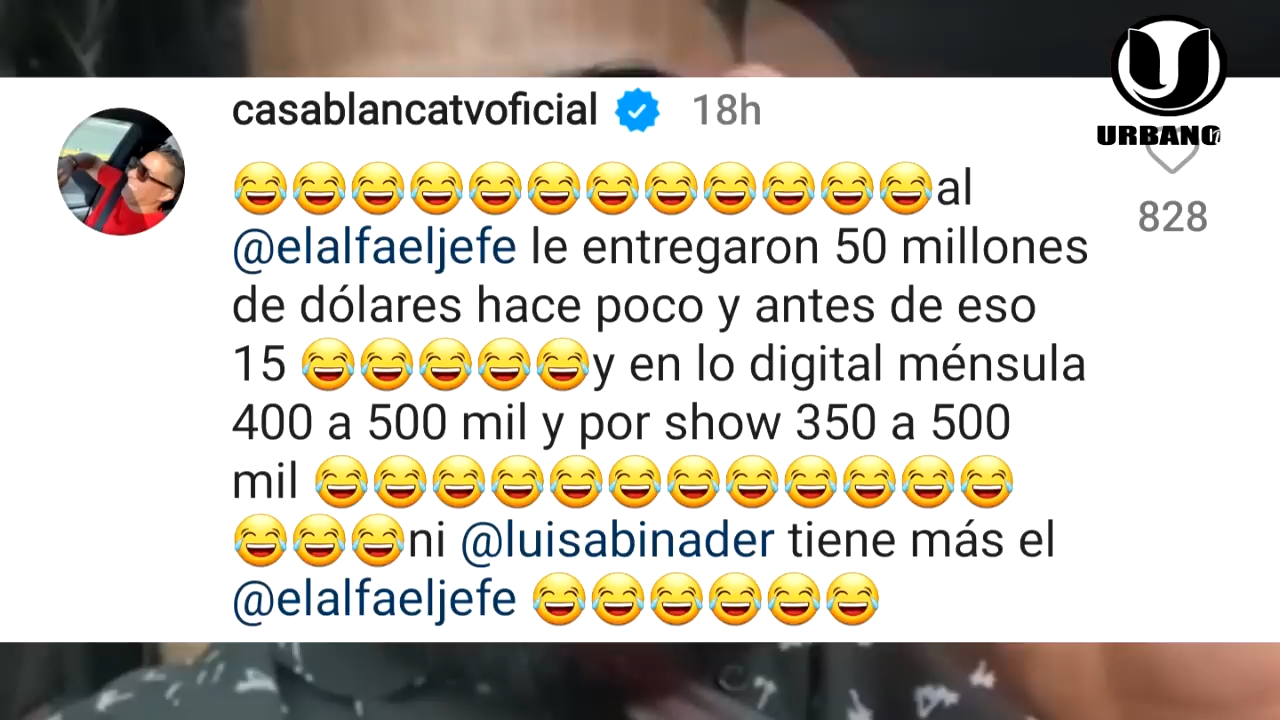 casablancatvoficial 18h
URBANO
😂😂😂😂😂😂😂😂😂😂😂😂al
828
@elalfaeljefe le entregaron 50 millones
de dólares hace poco y antes de eso
15 😂😂😂😂😂y en lo digital ménsula
400 a 500 mil y por show 350 a 500
mil 😂😂😂😂😂😂😂😂😂😂😂😂
😂😂😂ni @luisabinader tiene más el
@elalfaeljefe 😂😂😂😂😂😂